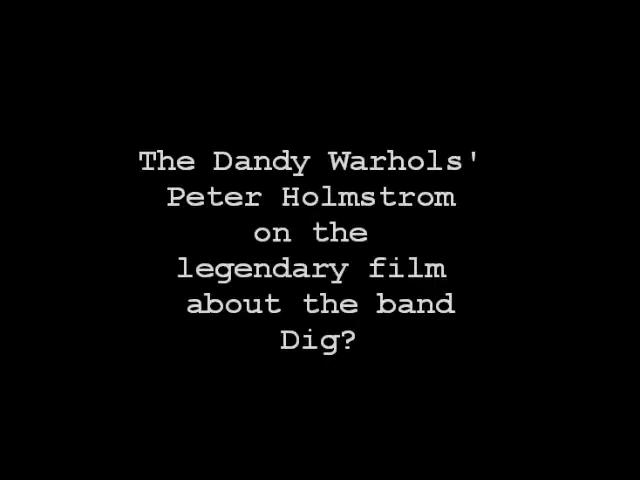 The Dandy Warhols'
Peter Holmstrom
on the
legendary film
about the band
Dig?